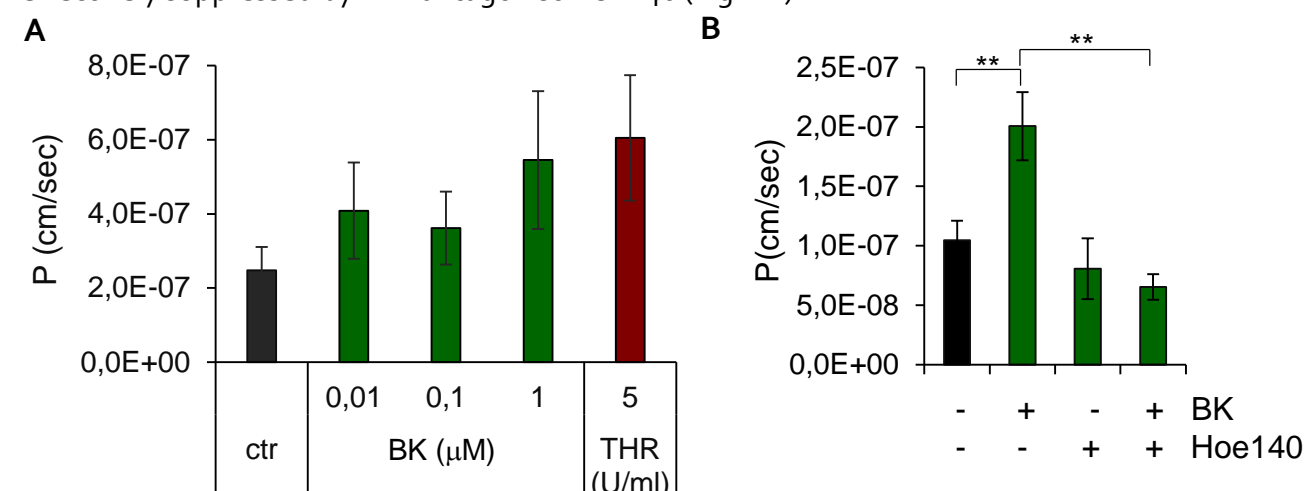 A
B
P (cm/sec)
8,0E-07
6,0E-07
4,0E-07
2,0E-07
0,0E+00
0,01 0,1 1 5
ctr BK (μM) THR
(U/ml)
P(cm/sec)
2,5E-07
2,0E-07
1,5E-07
1,0E-07
5,0E-08
0,0E+00
** **
- + - + BK
- - + + Hoe140